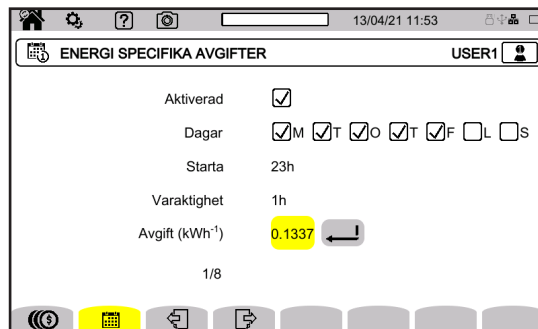 ? 13/04/21 11:53
ENERGI SPECIFIKA AVGIFTER USER1
Aktiverad
Dagar M T O T F L S
Starta 23h
Varaktighet 1h
Avgift (kWh⁻¹) 0.1337
1/8
$